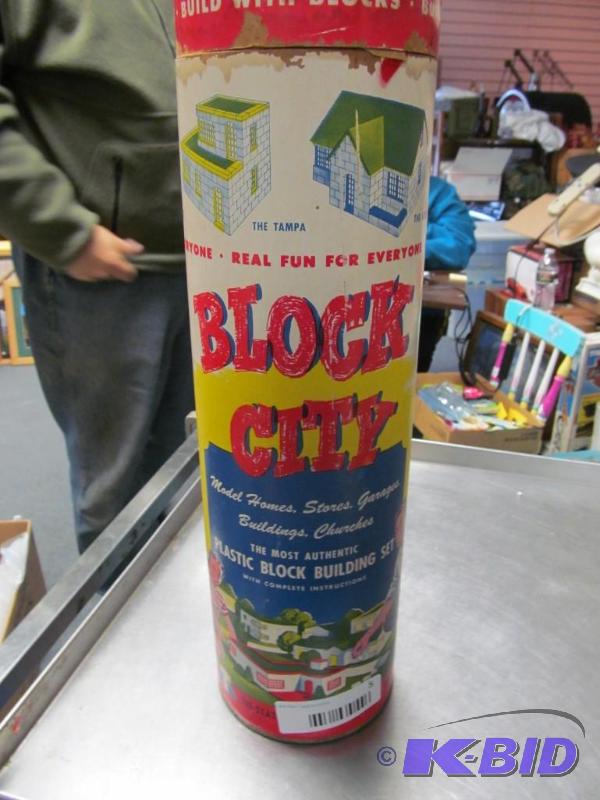 · BUILD WITH BLOCKS ·
THE TAMPA
REAL FUN FOR EVERYONE
BLOCK
CITY
Model Homes, Stores, Garages,
Buildings, Churches
THE MOST AUTHENTIC
PLASTIC BLOCK BUILDING SET
WITH COMPLETE INSTRUCTIONS
© K-BID